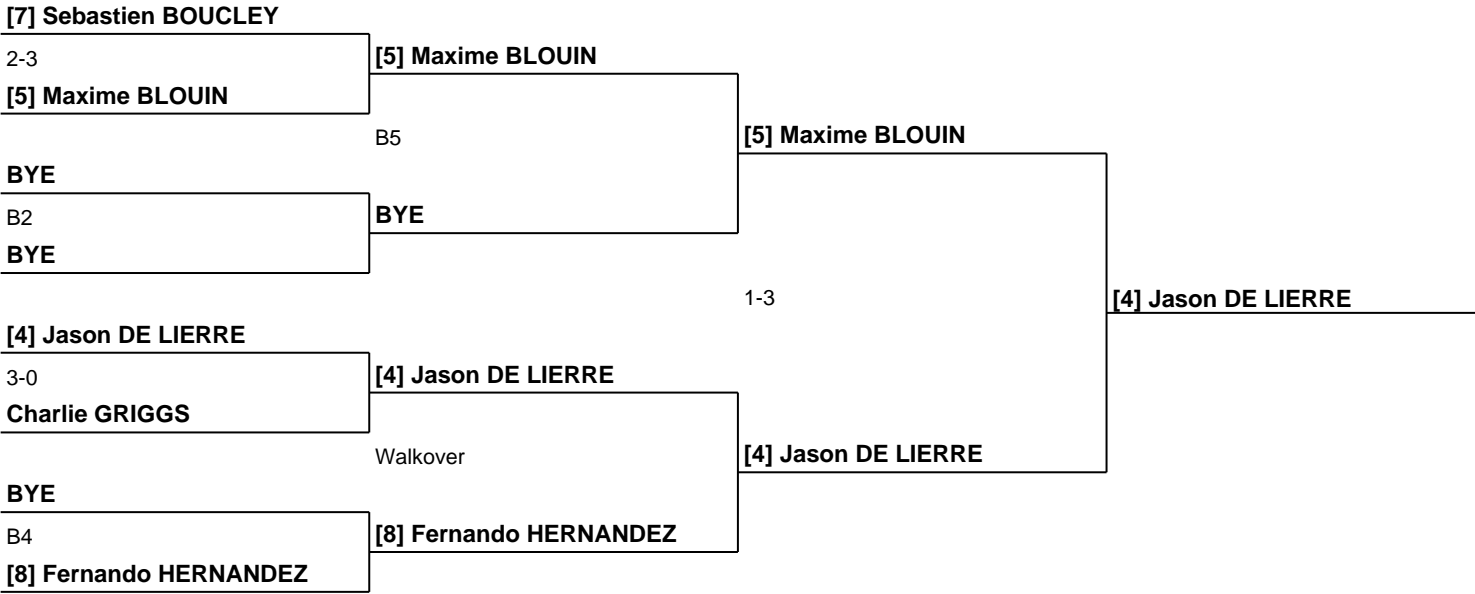 [7] Sebastien BOUCLEY
2-3
[5] Maxime BLOUIN
[5] Maxime BLOUIN
B5
[5] Maxime BLOUIN
BYE
B2
BYE
BYE
1-3
[4] Jason DE LIERRE
[4] Jason DE LIERRE
3-0
[4] Jason DE LIERRE
Charlie GRIGGS
Walkover
[4] Jason DE LIERRE
BYE
B4
[8] Fernando HERNANDEZ
[8] Fernando HERNANDEZ